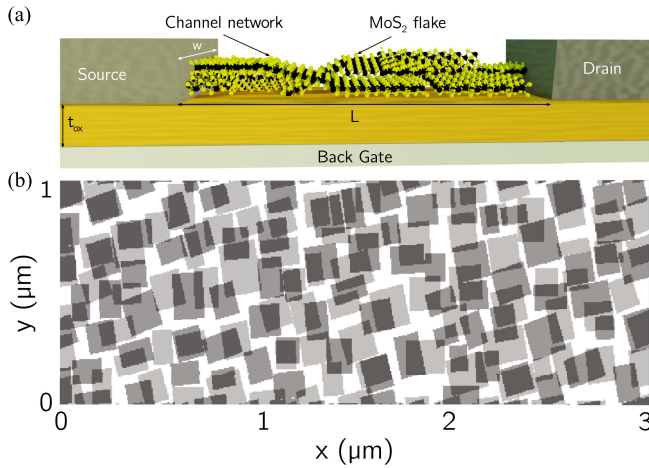 (a)
Channel network
MoS₂ flake
w
Source
Drain
tox
L
Back Gate
(b)
1
y (μm)
0
0
1
2
3
x (μm)